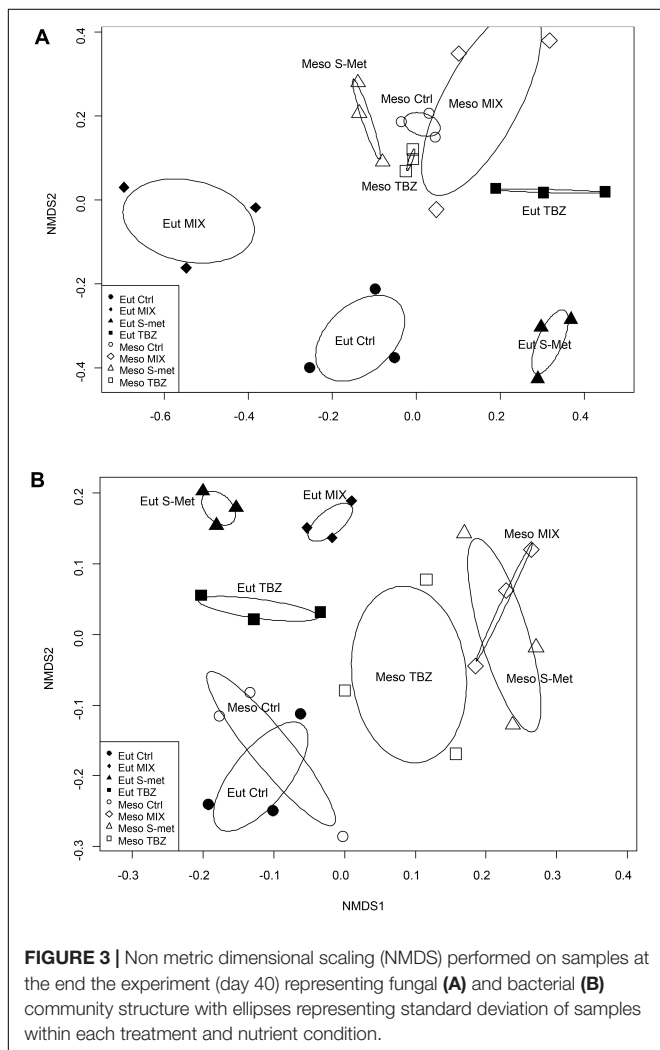 A
0.4
0.2
0.0
-0.2
-0.4
NMDS2
Meso S-Met
Meso Ctrl
Meso MIX
Meso TBZ
Eut TBZ
Eut MIX
Eut Ctrl
Eut S-Met
Eut Ctrl
Eut MIX
Eut S-met
Eut TBZ
Meso Ctrl
Meso MIX
Meso S-met
Meso TBZ
-0.6 -0.4 -0.2 0.0 0.2 0.4
B
0.2
0.1
0.0
-0.1
-0.2
-0.3
NMDS2
Eut S-Met
Eut MIX
Meso MIX
Eut TBZ
Meso TBZ
Meso S-Met
Meso Ctrl
Eut Ctrl
Eut Ctrl
Eut MIX
Eut S-met
Eut TBZ
Meso Ctrl
Meso MIX
Meso S-met
Meso TBZ
-0.3 -0.2 -0.1 0.0 0.1 0.2 0.3 0.4
NMDS1
FIGURE 3 | Non metric dimensional scaling (NMDS) performed on samples at
the end the experiment (day 40) representing fungal (A) and bacterial (B)
community structure with ellipses representing standard deviation of samples
within each treatment and nutrient condition.